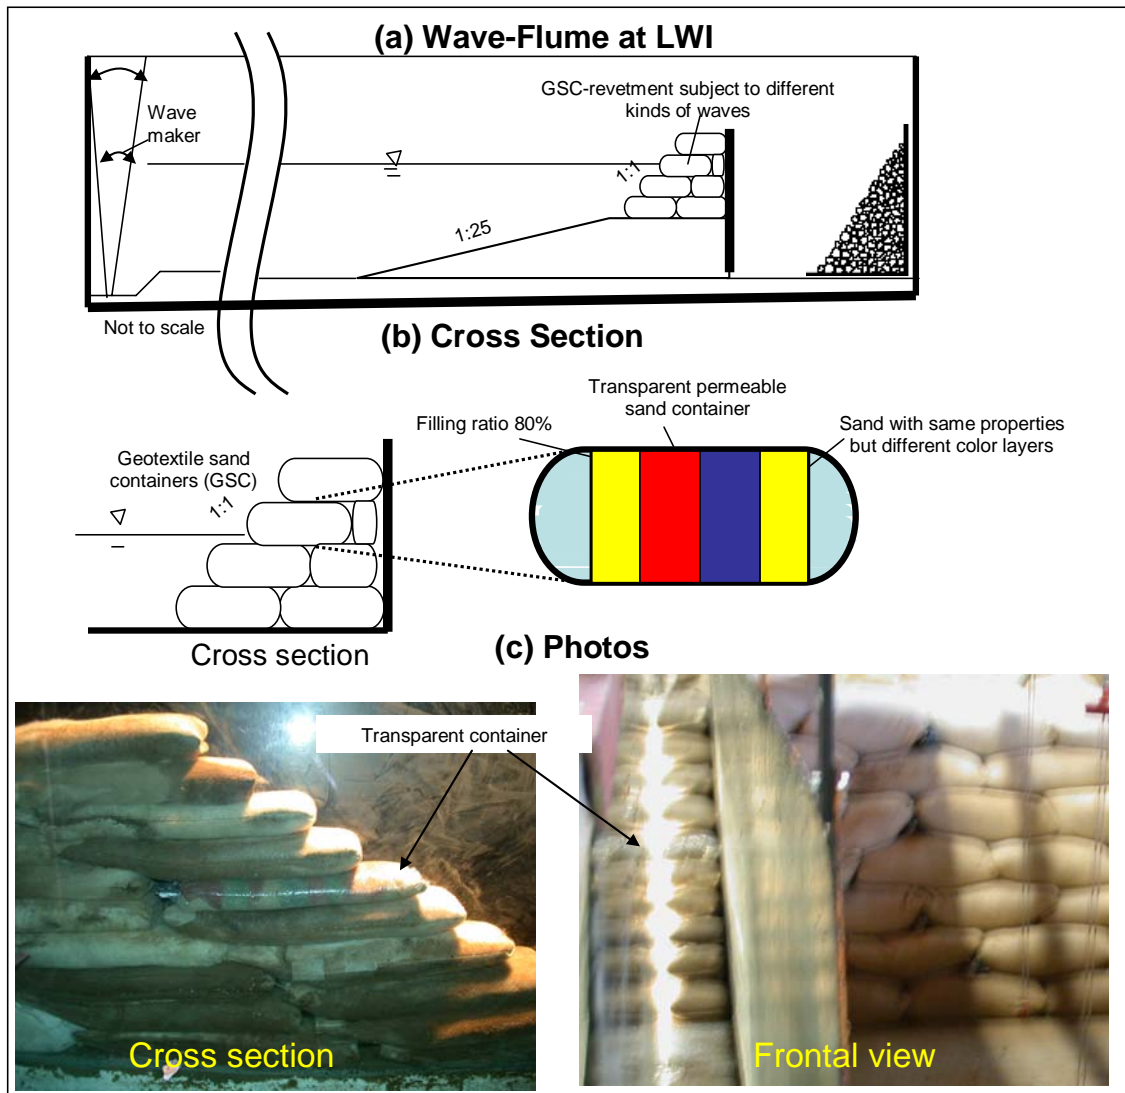 (a) Wave-Flume at LWI
GSC-revetment subject to different
kinds of waves
Wave
maker
1:1
1:25
Not to scale
(b) Cross Section
Transparent permeable
sand container
Filling ratio 80%
Sand with same properties
but different color layers
Geotextile sand
containers (GSC)
1:1
Cross section
(c) Photos
Transparent container
Cross section
Frontal view